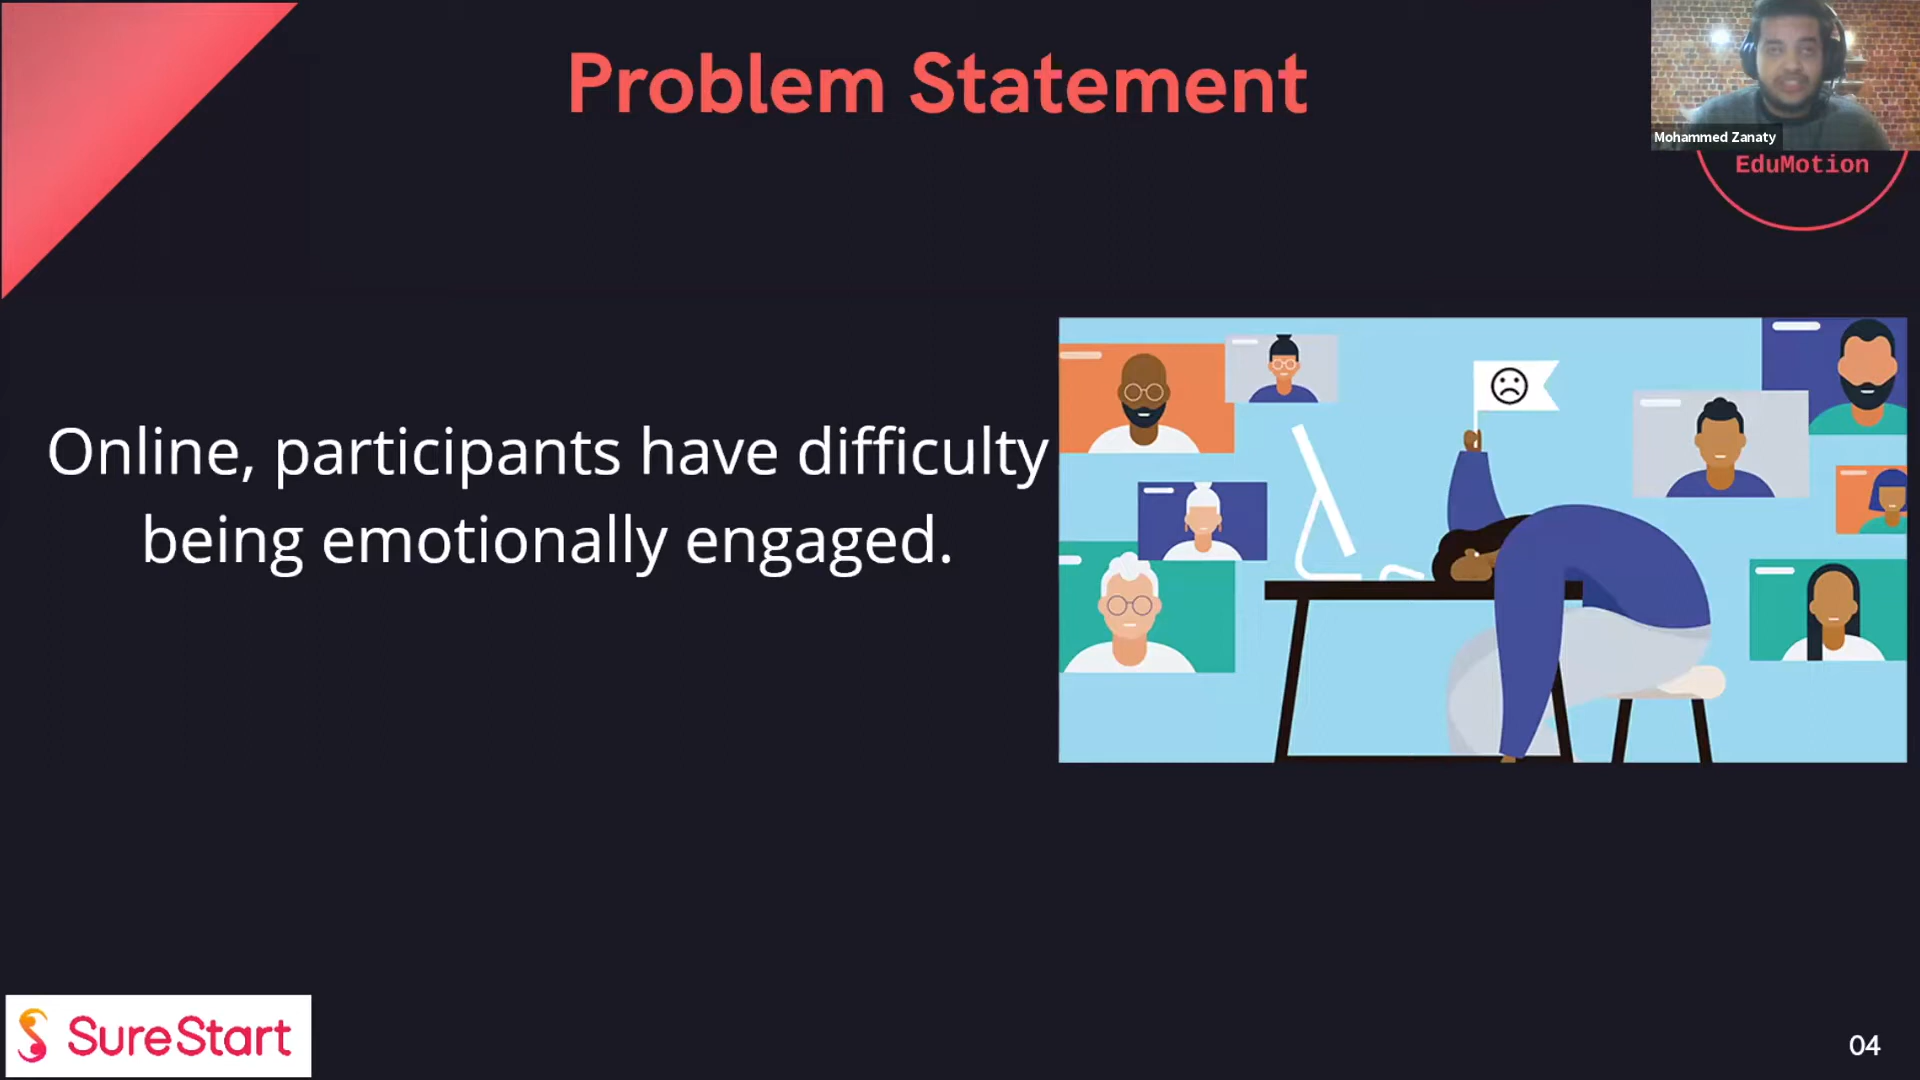 Problem Statement
Mohammed Zanaty
EduMotion
Online, participants have difficulty
being emotionally engaged.
SureStart
04